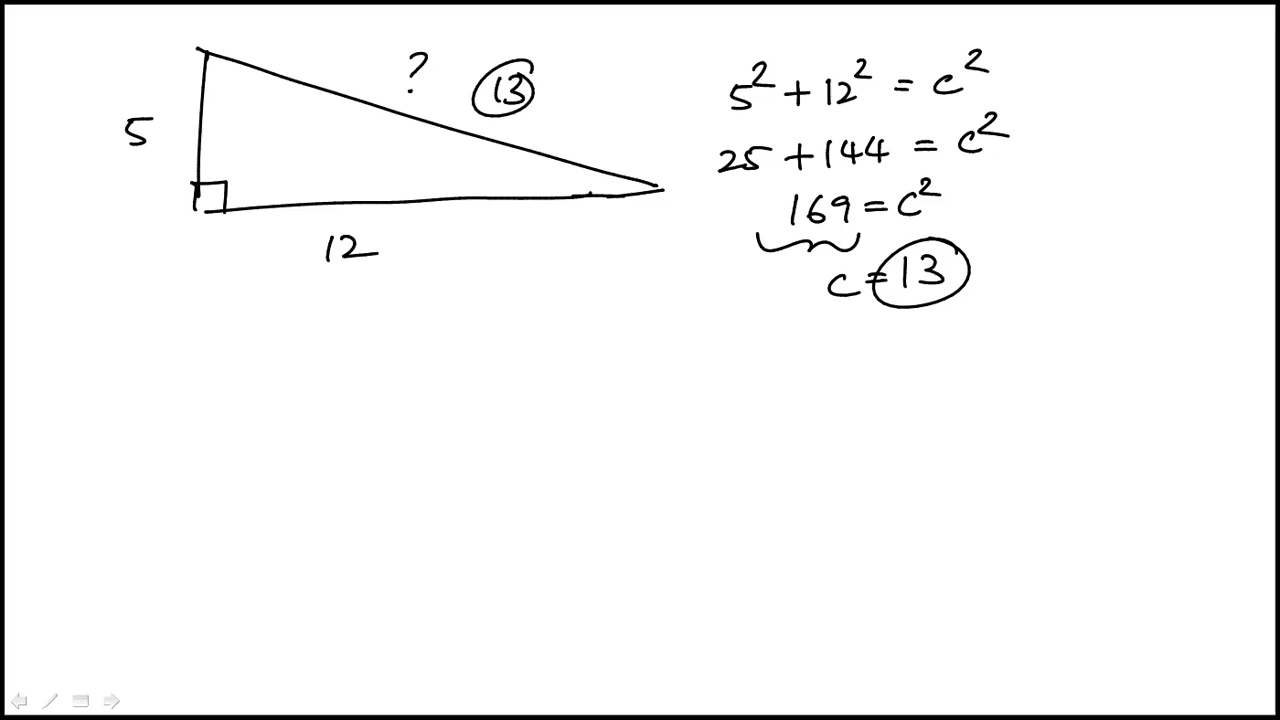 ? 13
5
12
5² + 12² = c²
25 + 144 = c²
169 = c²
c = 13